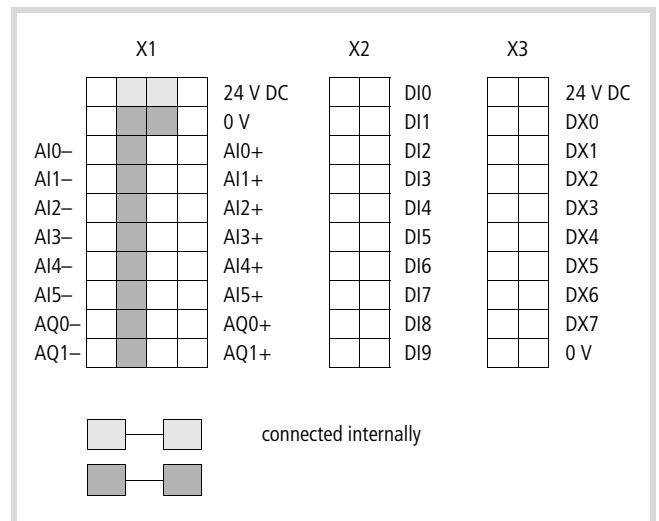 X1 X2 X3
24 V DC DI0 24 V DC
0 V DI1 DX0
AI0– AI0+ DI2 DX1
AI1– AI1+ DI3 DX2
AI2– AI2+ DI4 DX3
AI3– AI3+ DI5 DX4
AI4– AI4+ DI6 DX5
AI5– AI5+ DI7 DX6
AQ0– AQ0+ DI8 DX7
AQ1– AQ1+ DI9 0 V
connected internally